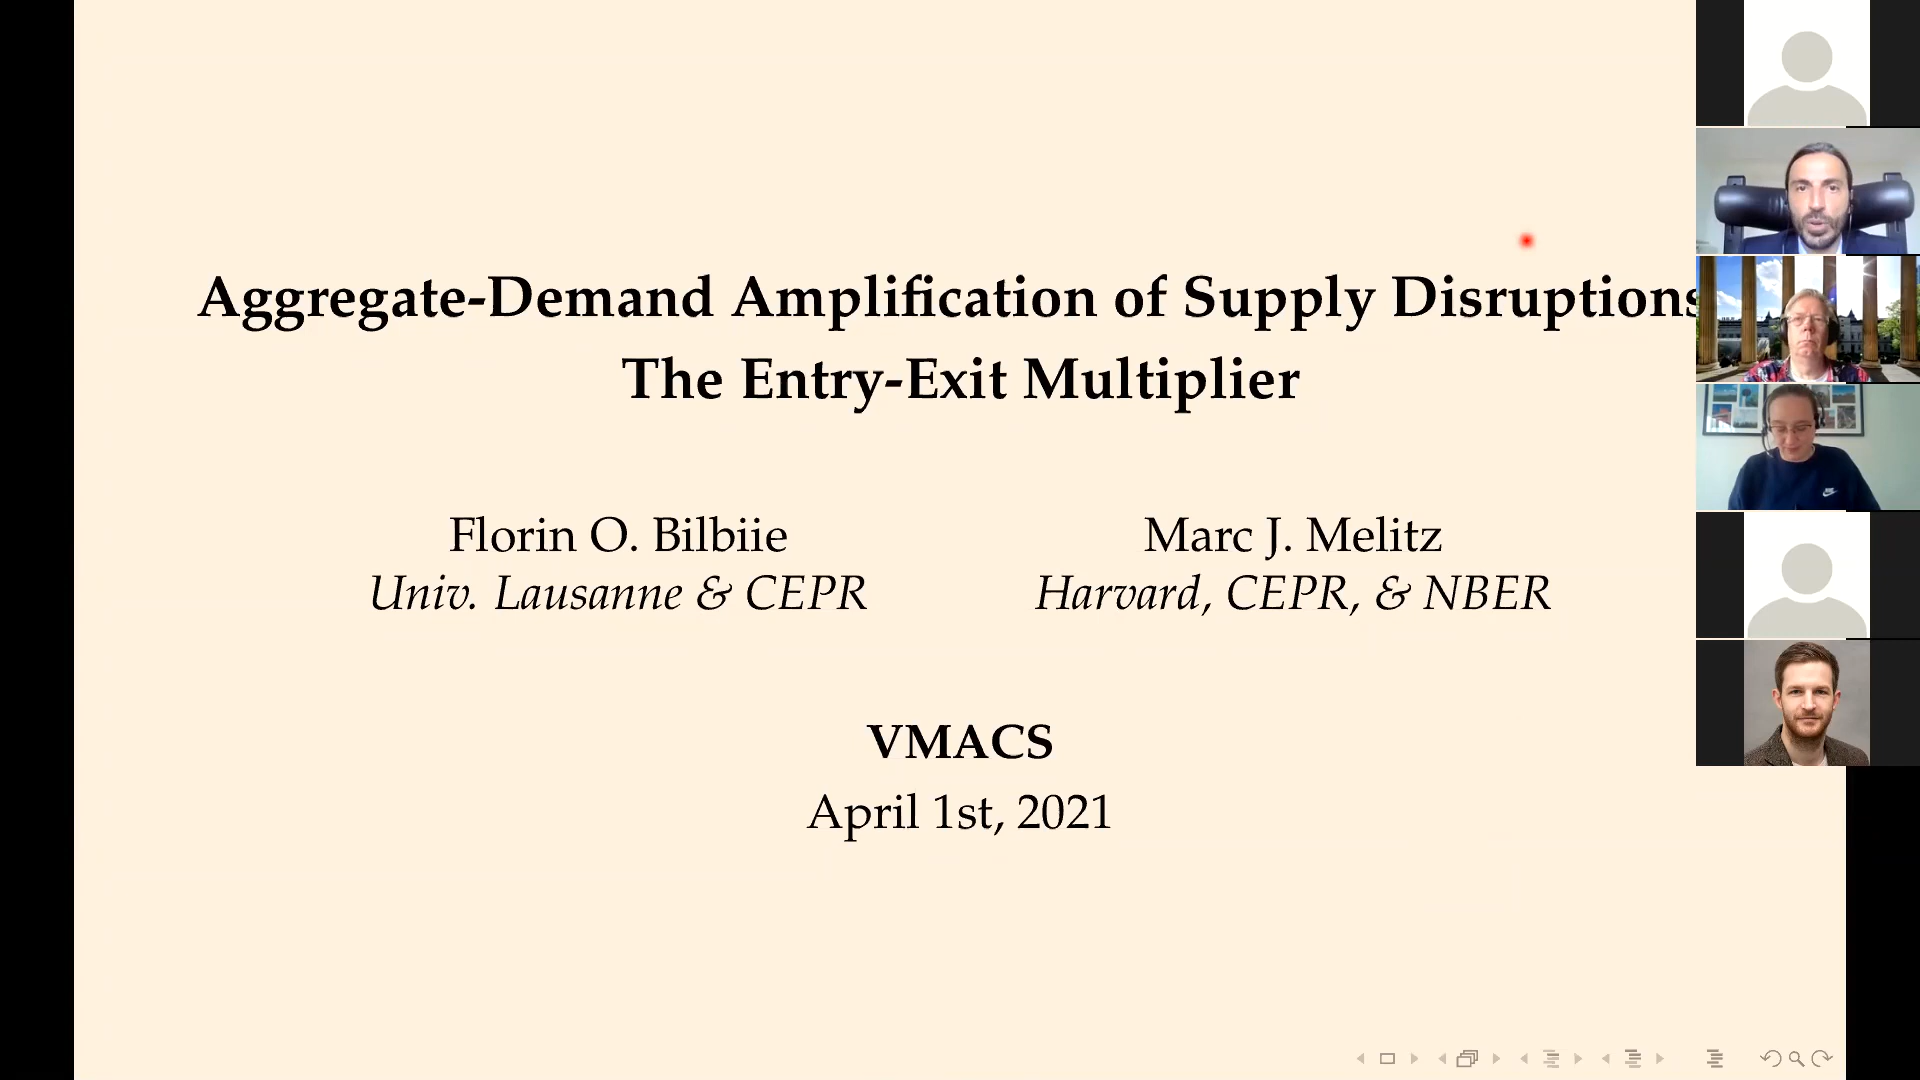 Aggregate-Demand Amplification of Supply Disruptions
The Entry-Exit Multiplier
Florin O. Bilbiie
Marc J. Melitz
Univ. Lausanne & CEPR
Harvard, CEPR, & NBER
VMACS
April 1st, 2021